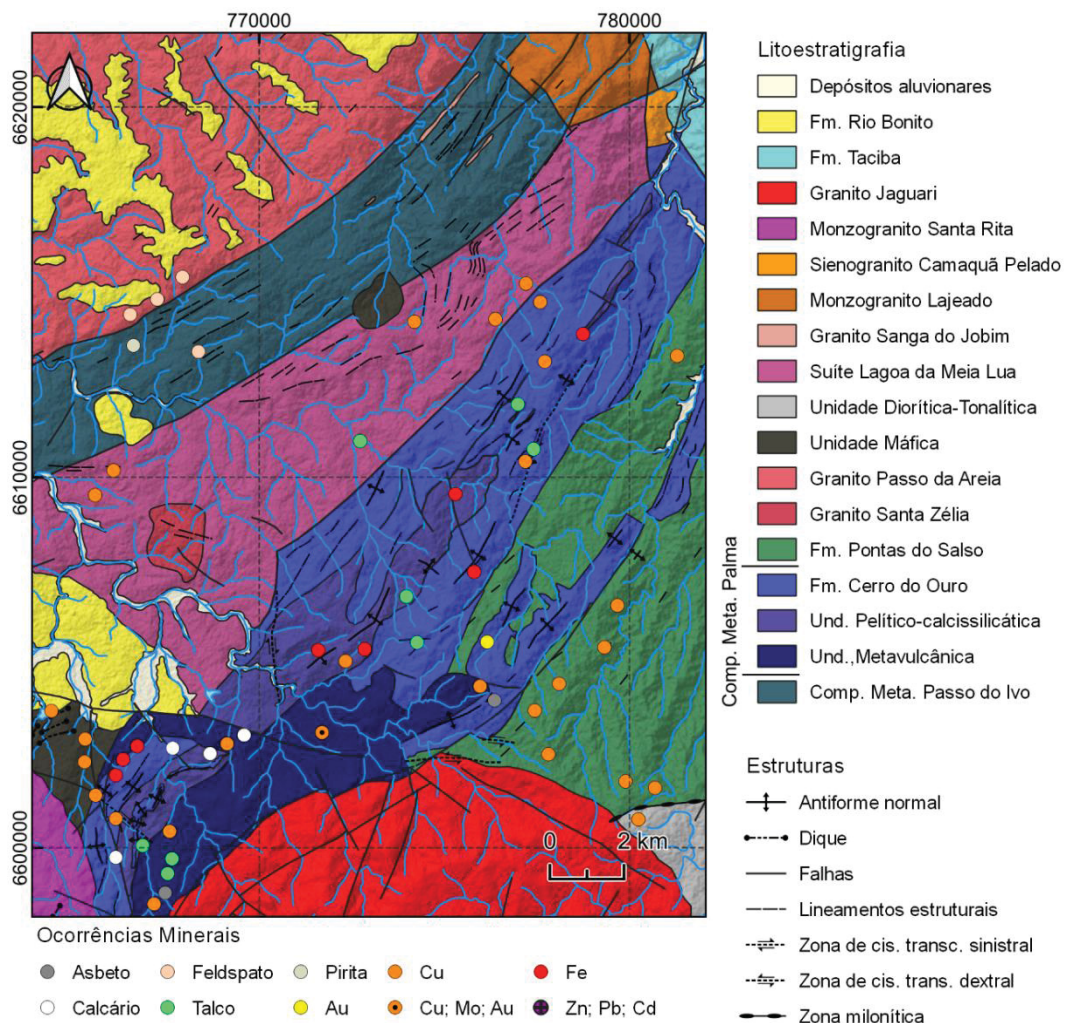 770000
780000
6620000
6610000
6600000
0 2 km
Litoestratigrafia
Depósitos aluvionares
Fm. Rio Bonito
Fm. Taciba
Granito Jaguari
Monzogranito Santa Rita
Sienogranito Camaquã Pelado
Monzogranito Lajeado
Granito Sanga do Jobim
Suíte Lagoa da Meia Lua
Unidade Diorítica-Tonalítica
Unidade Máfica
Granito Passo da Areia
Granito Santa Zélia
Fm. Pontas do Salso
Comp. Meta. Palma
Fm. Cerro do Ouro
Und. Pelítico-calcissilicática
Und.,Metavulcânica
Comp. Meta. Passo do Ivo
Estruturas
Antiforme normal
Dique
Falhas
Lineamentos estruturais
Zona de cis. transc. sinistral
Zona de cis. trans. dextral
Zona milonítica
Ocorrências Minerais
Asbeto Feldspato Pirita Cu Fe
Calcário Talco Au Cu; Mo; Au Zn; Pb; Cd